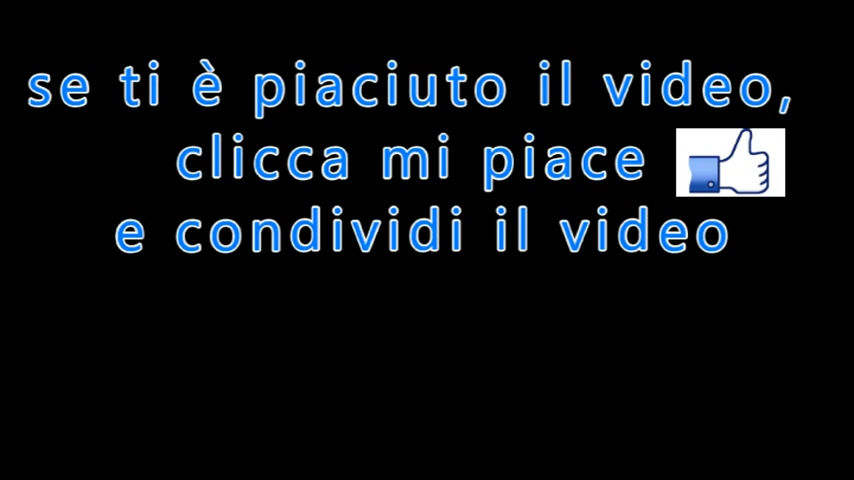 se ti è piaciuto il video,
clicca mi piace
e condividi il video